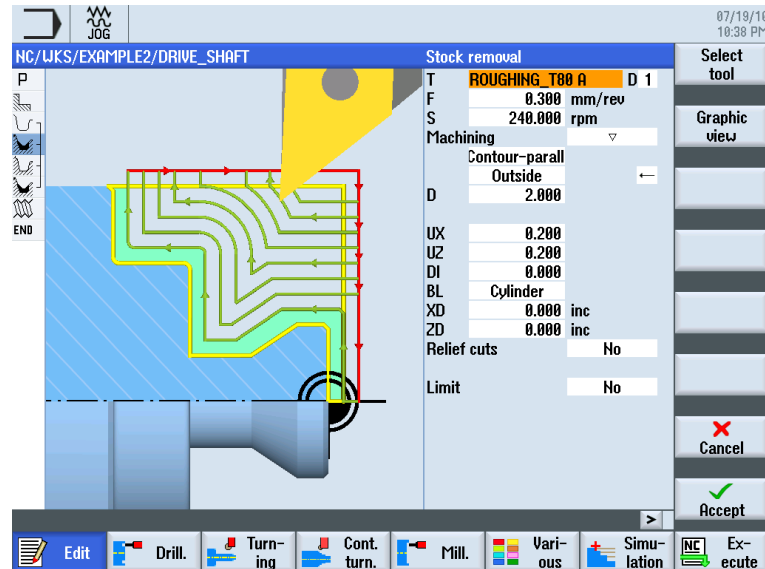 JOG
07/19/16
10:38 PM
NC/WKS/EXAMPLE2/DRIVE_SHAFT
Stock removal
Select
tool
P
END
T ROUGHING_T80 A D 1
F 0.300 mm/rev
S 240.000 rpm
Machining
Contour-parall
Outside
D 2.000
UX 0.200
UZ 0.200
DI 0.000
BL Cylinder
XD 0.000 inc
ZD 0.000 inc
Relief cuts No
Limit No
Graphic
view
Cancel
Accept
>
Edit
Drill.
Turn-
ing
Cont.
turn.
Mill.
Vari-
ous
Simu-
lation
NC
Ex-
ecute